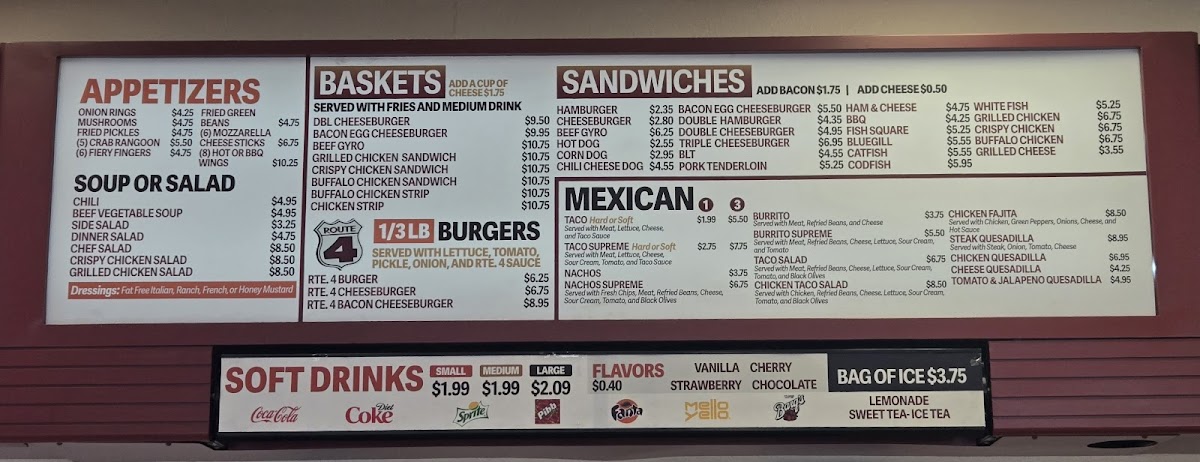 APPETIZERS
ONION RINGS $4.25
MUSHROOMS $4.75
FRIED PICKLES $4.75
(5) CRAB RANGOON $5.50
(6) FIERY FINGERS $4.75
FRIED GREEN
BEANS $4.75
(6) MOZZARELLA
CHEESE STICKS $6.75
(8) HOT OR BBQ
WINGS $10.25
SOUP OR SALAD
CHILI $4.95
BEEF VEGETABLE SOUP $4.95
SIDE SALAD $3.25
DINNER SALAD $4.75
CHEF SALAD $8.50
CRISPY CHICKEN SALAD $8.50
GRILLED CHICKEN SALAD $8.50
Dressings: Fat Free Italian, Ranch, French, or Honey Mustard
BASKETS ADD A CUP OF
CHEESE $1.75
SERVED WITH FRIES AND MEDIUM DRINK
DBL CHEESEBURGER $9.50
BACON EGG CHEESEBURGER $9.95
BEEF GYRO $10.75
GRILLED CHICKEN SANDWICH $10.75
CRISPY CHICKEN SANDWICH $10.75
BUFFALO CHICKEN SANDWICH $10.75
BUFFALO CHICKEN STRIP $10.75
CHICKEN STRIP $10.75
ROUTE
4
1/3 LB BURGERS
SERVED WITH LETTUCE, TOMATO,
PICKLE, ONION, AND RTE. 4 SAUCE
RTE. 4 BURGER $6.25
RTE. 4 CHEESEBURGER $6.75
RTE. 4 BACON CHEESEBURGER $8.95
SANDWICHES ADD BACON $1.75 | ADD CHEESE $0.50
HAMBURGER $2.35
CHEESEBURGER $2.80
BEEF GYRO $6.25
HOT DOG $2.55
CORN DOG $2.95
CHILI CHEESE DOG $4.55
BACON EGG CHEESEBURGER $5.50
DOUBLE HAMBURGER $4.35
DOUBLE CHEESEBURGER $4.95
TRIPLE CHEESEBURGER $6.95
BLT $4.55
PORK TENDERLOIN $5.25
HAM & CHEESE $4.75
BBQ $4.25
FISH SQUARE $5.25
BLUEGILL $5.55
CATFISH $5.55
CODFISH $5.95
WHITE FISH $5.25
GRILLED CHICKEN $6.75
CRISPY CHICKEN $6.75
BUFFALO CHICKEN $6.75
GRILLED CHEESE $3.55
MEXICAN 1 3
TACO Hard or Soft $1.99 $5.50
Served with Meat, Lettuce, Cheese,
and Taco Sauce
TACO SUPREME Hard or Soft $2.75 $7.75
Served with Meat, Lettuce, Cheese,
Sour Cream, Tomato, and Taco Sauce
NACHOS $3.75
NACHOS SUPREME $6.75
Served with Fresh Chips, Meat, Refried Beans, Cheese,
Sour Cream, Tomato, and Black Olives
BURRITO $3.75
Served with Meat, Refried Beans, and Cheese
BURRITO SUPREME $5.50
Served with Meat, Refried Beans, Cheese, Lettuce, Sour Cream,
and Tomato
TACO SALAD $6.75
Served with Meat, Refried Beans, Cheese, Lettuce, Sour Cream,
Tomato, and Black Olives
CHICKEN TACO SALAD $8.50
Served with Chicken, Refried Beans, Cheese, Lettuce, Sour Cream,
Tomato, and Black Olives
CHICKEN FAJITA $8.50
Served with Chicken, Green Peppers, Onions, Cheese, and
Hot Sauce
STEAK QUESADILLA $8.95
Served with Steak, Onion, Tomato, Cheese
CHICKEN QUESADILLA $6.95
CHEESE QUESADILLA $4.25
TOMATO & JALAPENO QUESADILLA $4.95
SOFT DRINKS
SMALL MEDIUM LARGE
$1.99 $1.99 $2.09
Coca-Cola
Diet
Coke
Sprite
Pibb
Fanta
Mello
Yello
Barq's
FLAVORS
$0.40
VANILLA CHERRY
STRAWBERRY CHOCOLATE
BAG OF ICE $3.75
LEMONADE
SWEET TEA- ICE TEA